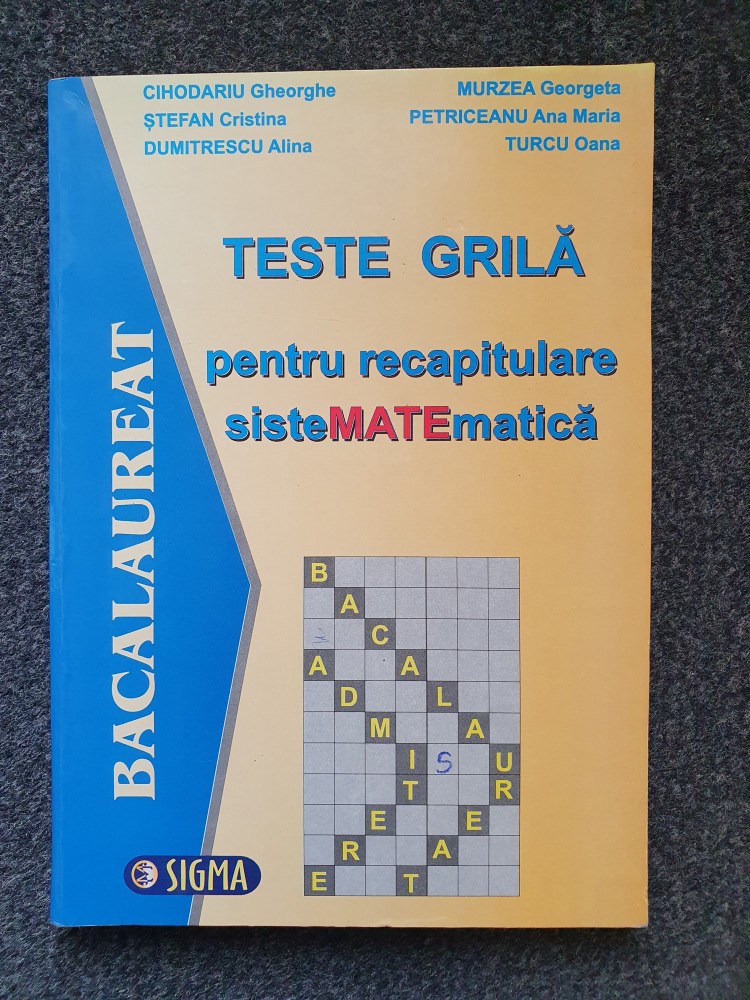 CIHODARIU Gheorghe
ȘTEFAN Cristina
DUMITRESCU Alina
MURZEA Georgeta
PETRICEANU Ana Maria
TURCU Oana
TESTE GRILĂ
pentru recapitulare
sisteMATEmatică
BACALAUREAT
B
A
C
A A
D L
M A
I S U
T R
E E
R A
E T
SIGMA